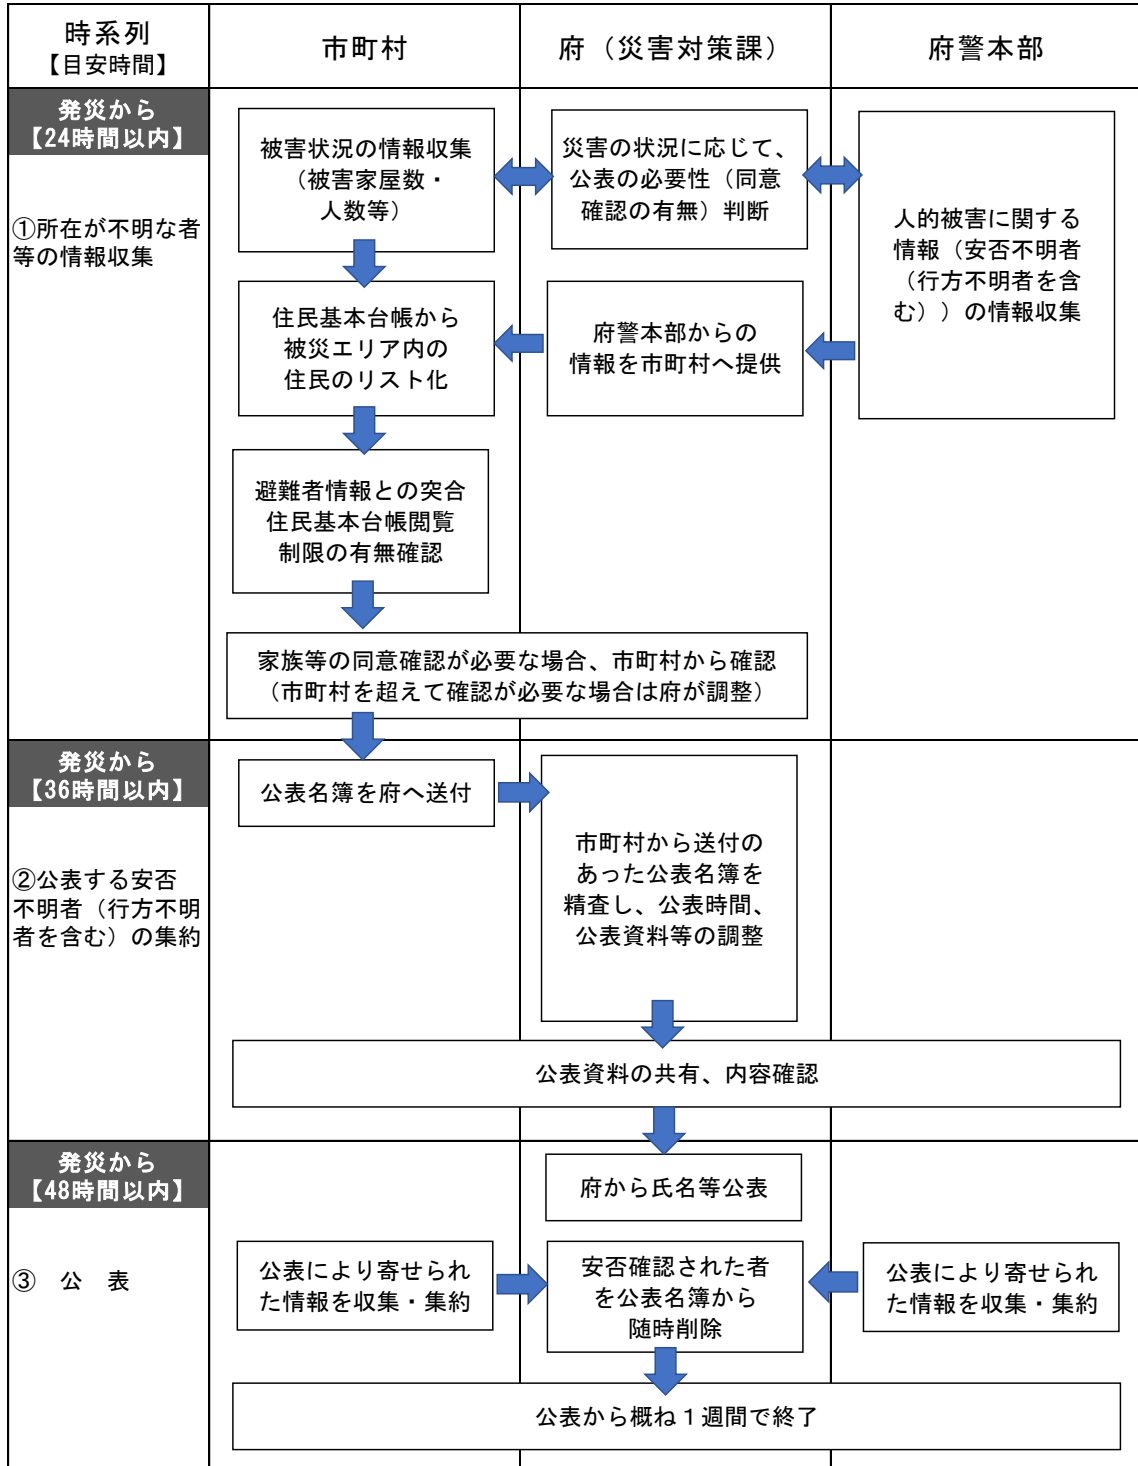 時系列
【目安時間】
市町村
府（災害対策課）
府警本部
発災から
【24時間以内】
①所在が不明な者
等の情報収集
被害状況の情報収集
（被害家屋数・
人数等）
災害の状況に応じて、
公表の必要性（同意
確認の有無）判断
人的被害に関する
情報（安否不明者
（行方不明者を含
む））の情報収集
住民基本台帳から
被災エリア内の
住民のリスト化
府警本部からの
情報を市町村へ提供
避難者情報との突合
住民基本台帳閲覧
制限の有無確認
家族等の同意確認が必要な場合、市町村から確認
（市町村を超えて確認が必要な場合は府が調整）
発災から
【36時間以内】
②公表する安否
不明者（行方不明
者を含む）の集約
公表名簿を府へ送付
市町村から送付の
あった公表名簿を
精査し、公表時間、
公表資料等の調整
公表資料の共有、内容確認
発災から
【48時間以内】
③　公　表
府から氏名等公表
公表により寄せられ
た情報を収集・集約
安否確認された者
を公表名簿から
随時削除
公表により寄せられ
た情報を収集・集約
公表から概ね１週間で終了